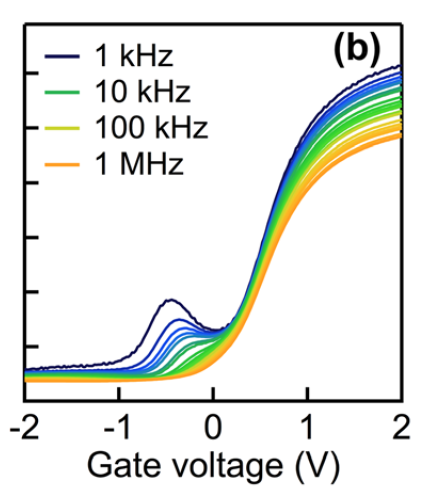 (b)
1 kHz
10 kHz
100 kHz
1 MHz
-2 -1 0 1 2
Gate voltage (V)